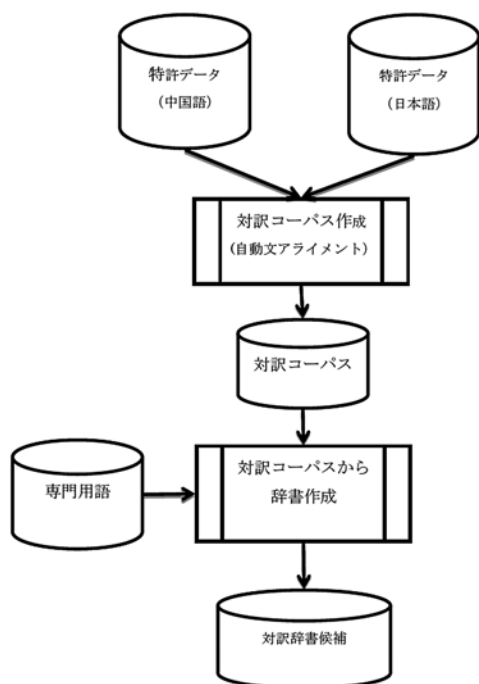 特許データ
（中国語）
特許データ
（日本語）
対訳コーパス作成
（自動文アライメント）
対訳コーパス
専門用語
対訳コーパスから
辞書作成
対訳辞書候補